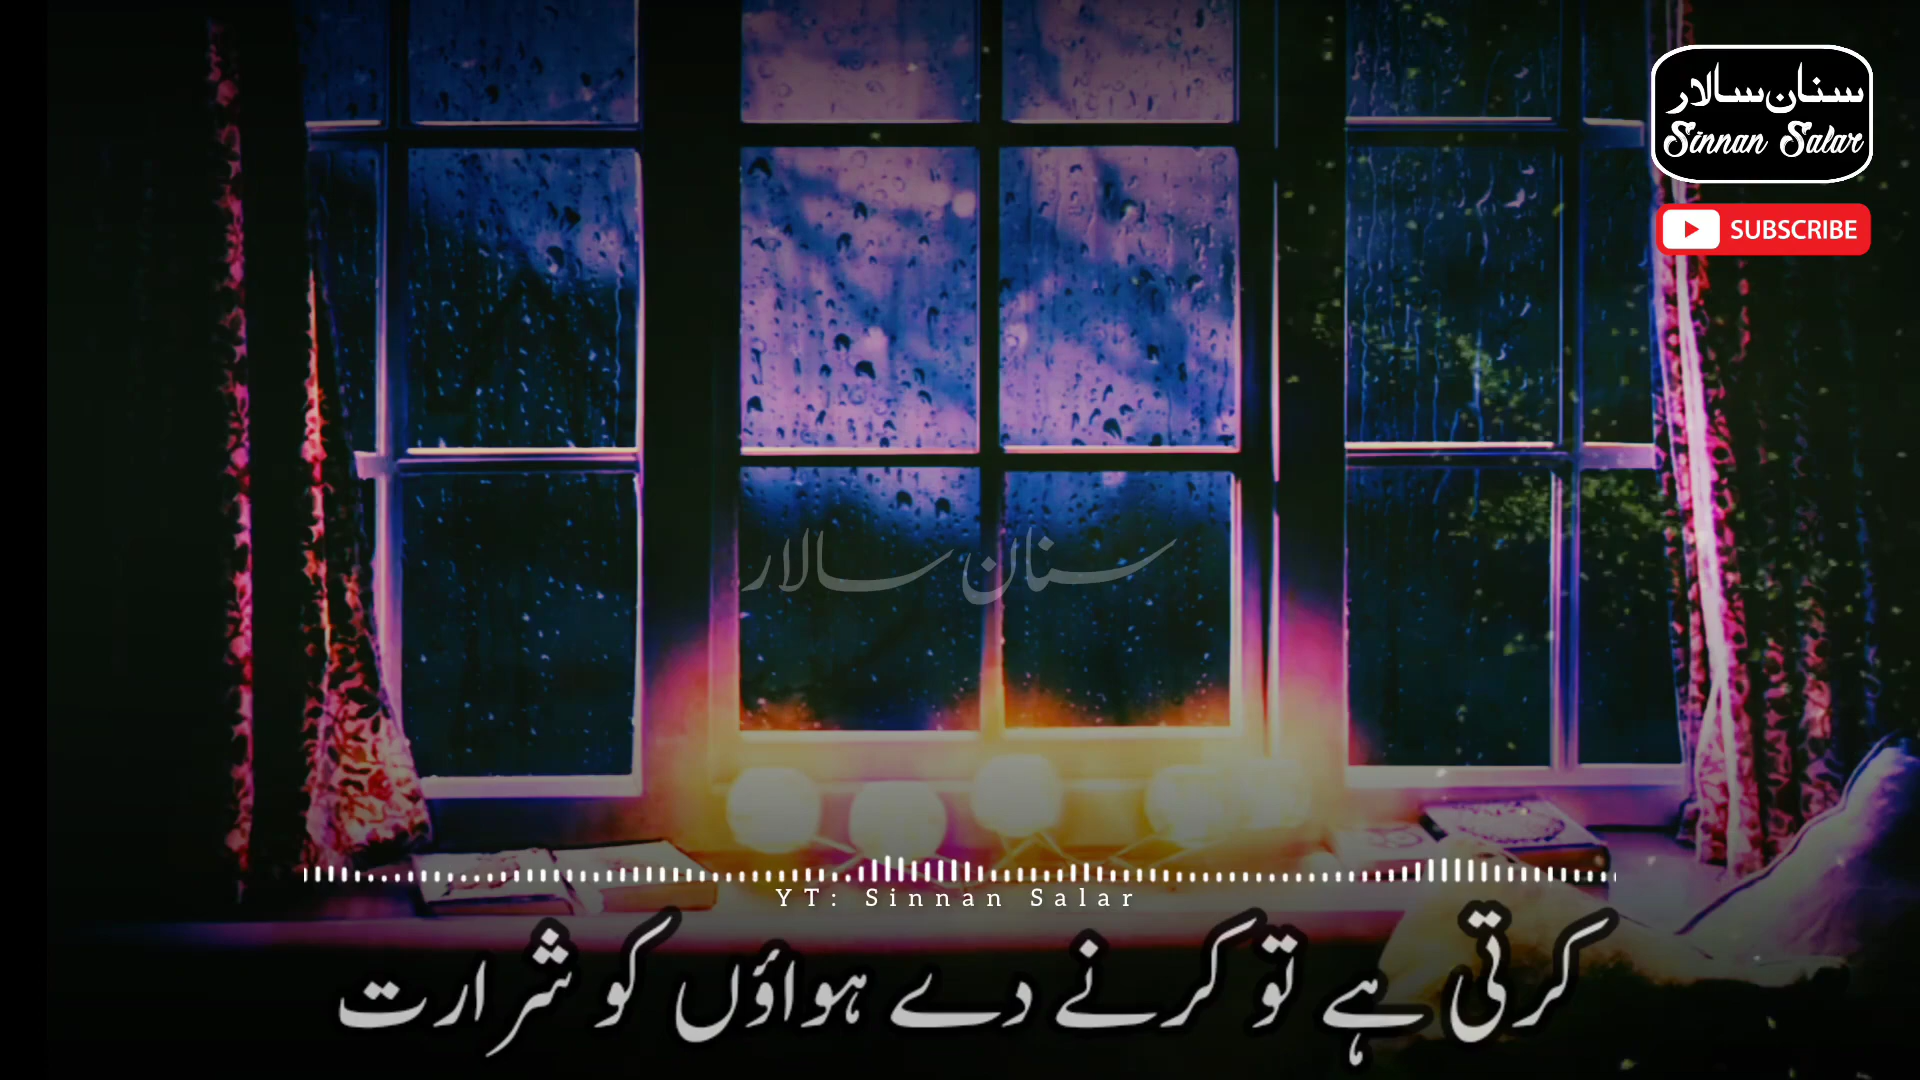 سنان سالار
Sinnan Salar
SUBSCRIBE
سنان سالار
YT: Sinnan Salar
کرتی ہے تو کرنے دے ہواؤں کو شرارت